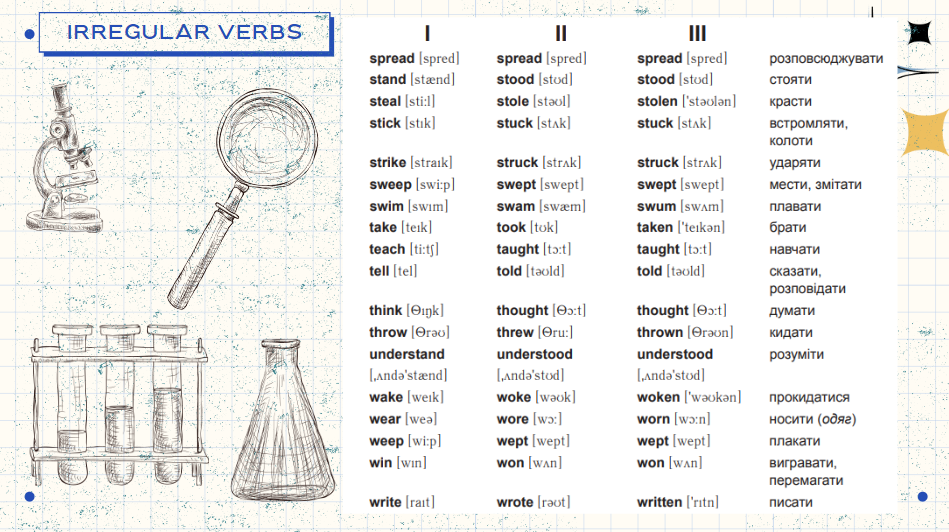 IRREGULAR VERBS
I II III
spread [spred] spread [spred] spread [spred] розповсюджувати
stand [stænd] stood [stʊd] stood [stʊd] стояти
steal [sti:l] stole [stəʊl] stolen ['stəʊlən] красти
stick [stɪk] stuck [stʌk] stuck [stʌk] встромляти,
колоти
strike [straɪk] struck [strʌk] struck [strʌk] ударяти
sweep [swi:p] swept [swept] swept [swept] мести, змітати
swim [swɪm] swam [swæm] swum [swʌm] плавати
take [teɪk] took [tʊk] taken ['teɪkən] брати
teach [ti:tʃ] taught [tɔ:t] taught [tɔ:t] навчати
tell [tel] told [təʊld] told [təʊld] сказати,
розповідати
think [Ɵɪŋk] thought [Ɵɔ:t] thought [Ɵɔ:t] думати
throw [Ɵrəʊ] threw [Ɵru:] thrown [Ɵrəʊn] кидати
understand understood understood розуміти
[ˌʌndə'stænd] [ˌʌndə'stʊd] [ˌʌndə'stʊd]
wake [weɪk] woke [wəʊk] woken ['wəʊkən] прокидатися
wear [weə] wore [wɔ:] worn [wɔ:n] носити (одяг)
weep [wi:p] wept [wept] wept [wept] плакати
win [wɪn] won [wʌn] won [wʌn] вигравати,
перемагати
write [raɪt] wrote [rəʊt] written ['rɪtn] писати